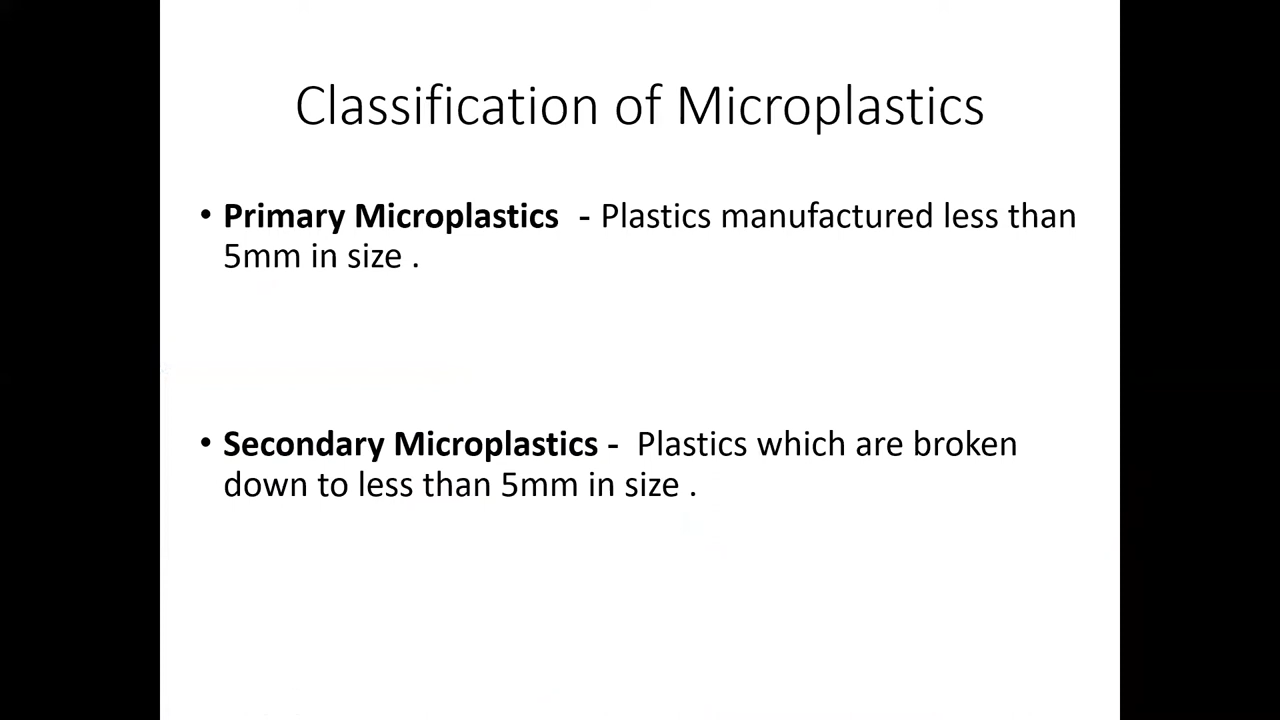 Classification of Microplastics
• Primary Microplastics  - Plastics manufactured less than
5mm in size .
• Secondary Microplastics -  Plastics which are broken
down to less than 5mm in size .